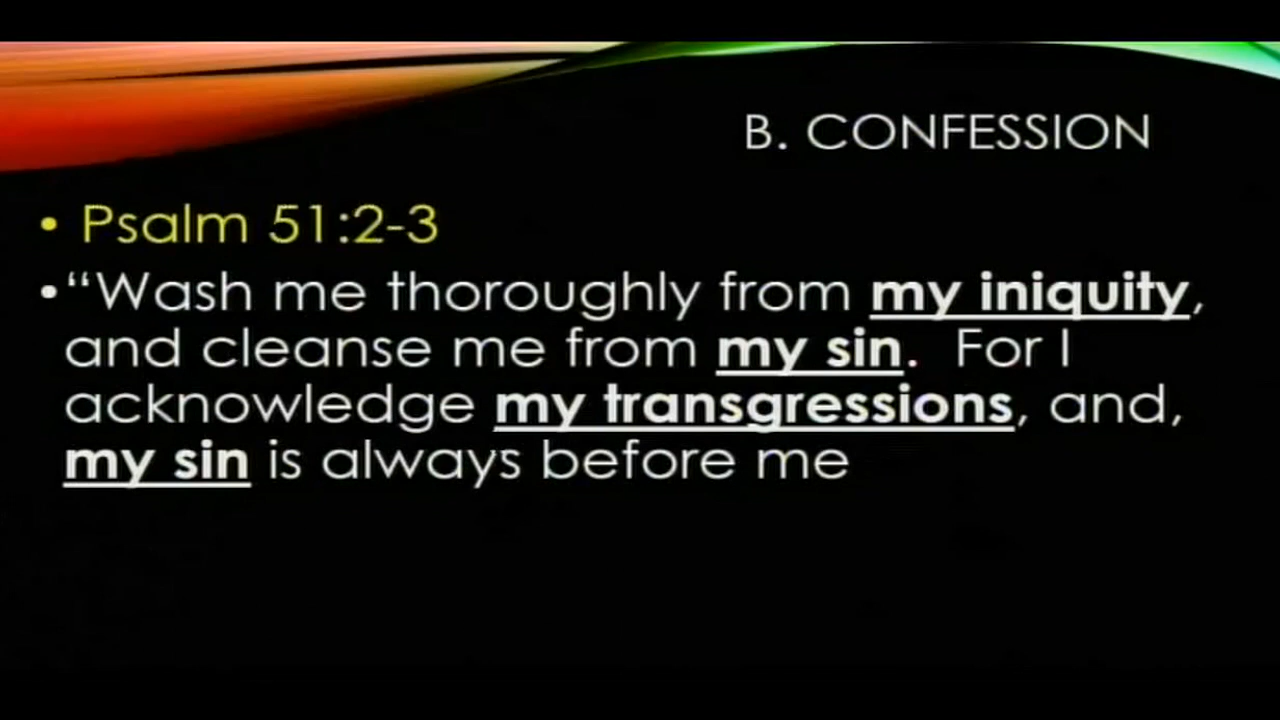 B. CONFESSION
• Psalm 51:2-3
• “Wash me thoroughly from my iniquity,
and cleanse me from my sin.  For I
acknowledge my transgressions, and,
my sin is always before me